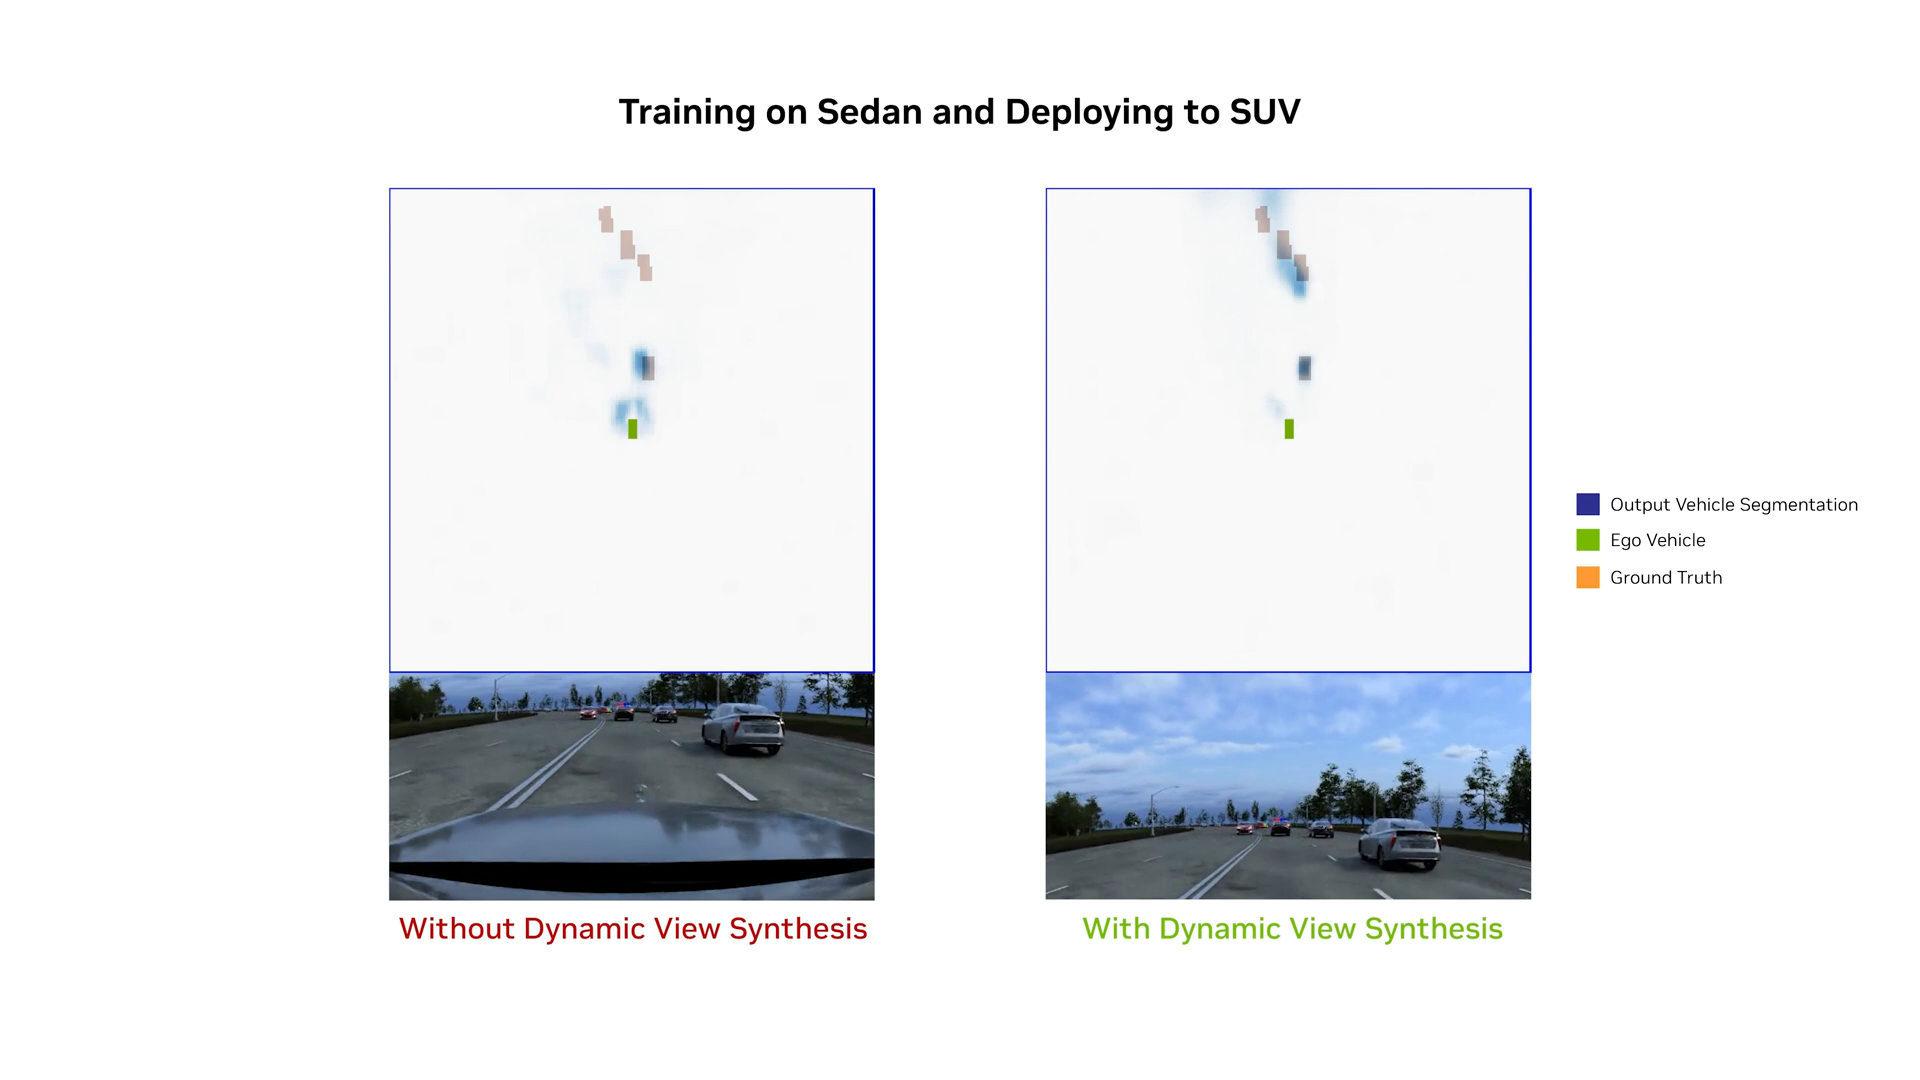 Training on Sedan and Deploying to SUV
Output Vehicle Segmentation
Ego Vehicle
Ground Truth
Without Dynamic View Synthesis
With Dynamic View Synthesis